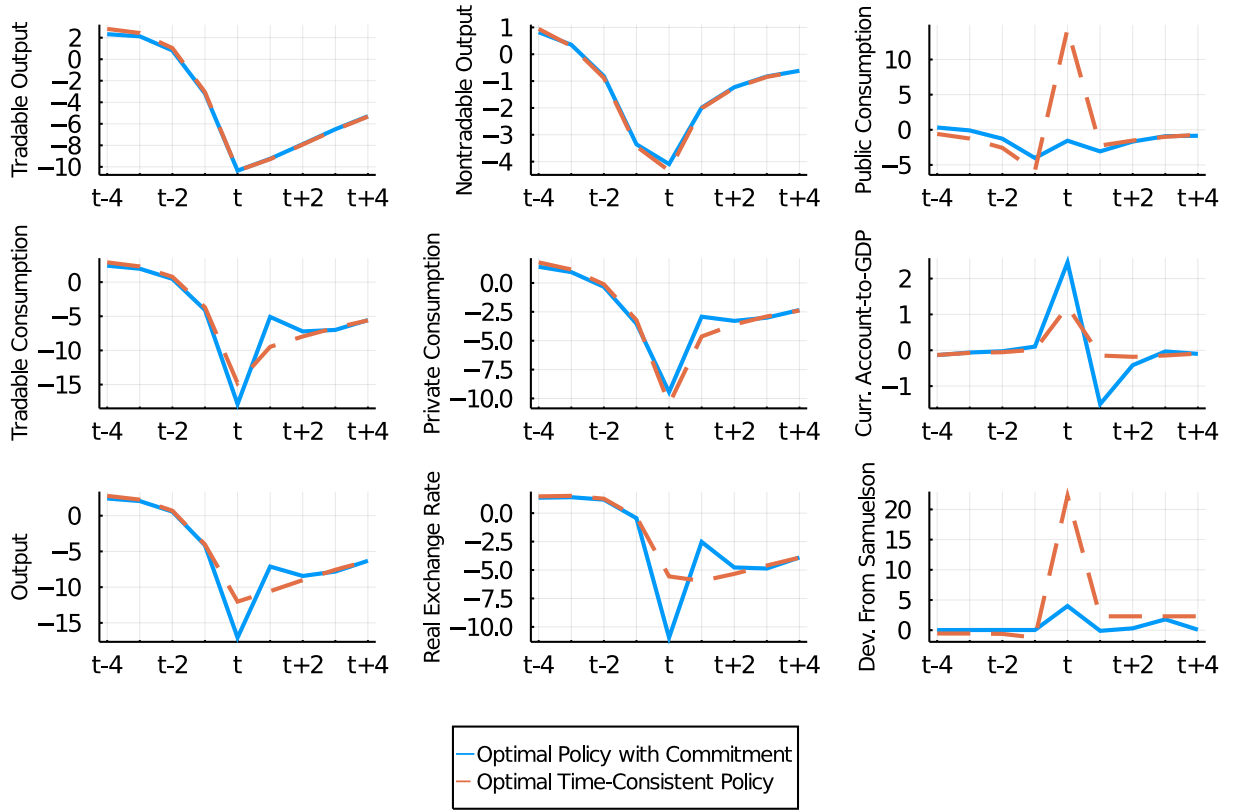 Tradable Output
2
0
−2
−4
−6
−8
−10
t-4 t-2 t t+2 t+4
Nontradable Output
1
0
−1
−2
−3
−4
t-4 t-2 t t+2 t+4
Public Consumption
10
5
0
−5
t-4 t-2 t t+2 t+4
Tradable Consumption
0
−5
−10
−15
t-4 t-2 t t+2 t+4
Private Consumption
0.0
−2.5
−5.0
−7.5
−10.0
t-4 t-2 t t+2 t+4
Curr. Account-to-GDP
2
1
0
−1
t-4 t-2 t t+2 t+4
Output
0
−5
−10
−15
t-4 t-2 t t+2 t+4
Real Exchange Rate
0.0
−2.5
−5.0
−7.5
−10.0
t-4 t-2 t t+2 t+4
Dev. From Samuelson
20
15
10
5
0
t-4 t-2 t t+2 t+4
Optimal Policy with Commitment
Optimal Time-Consistent Policy